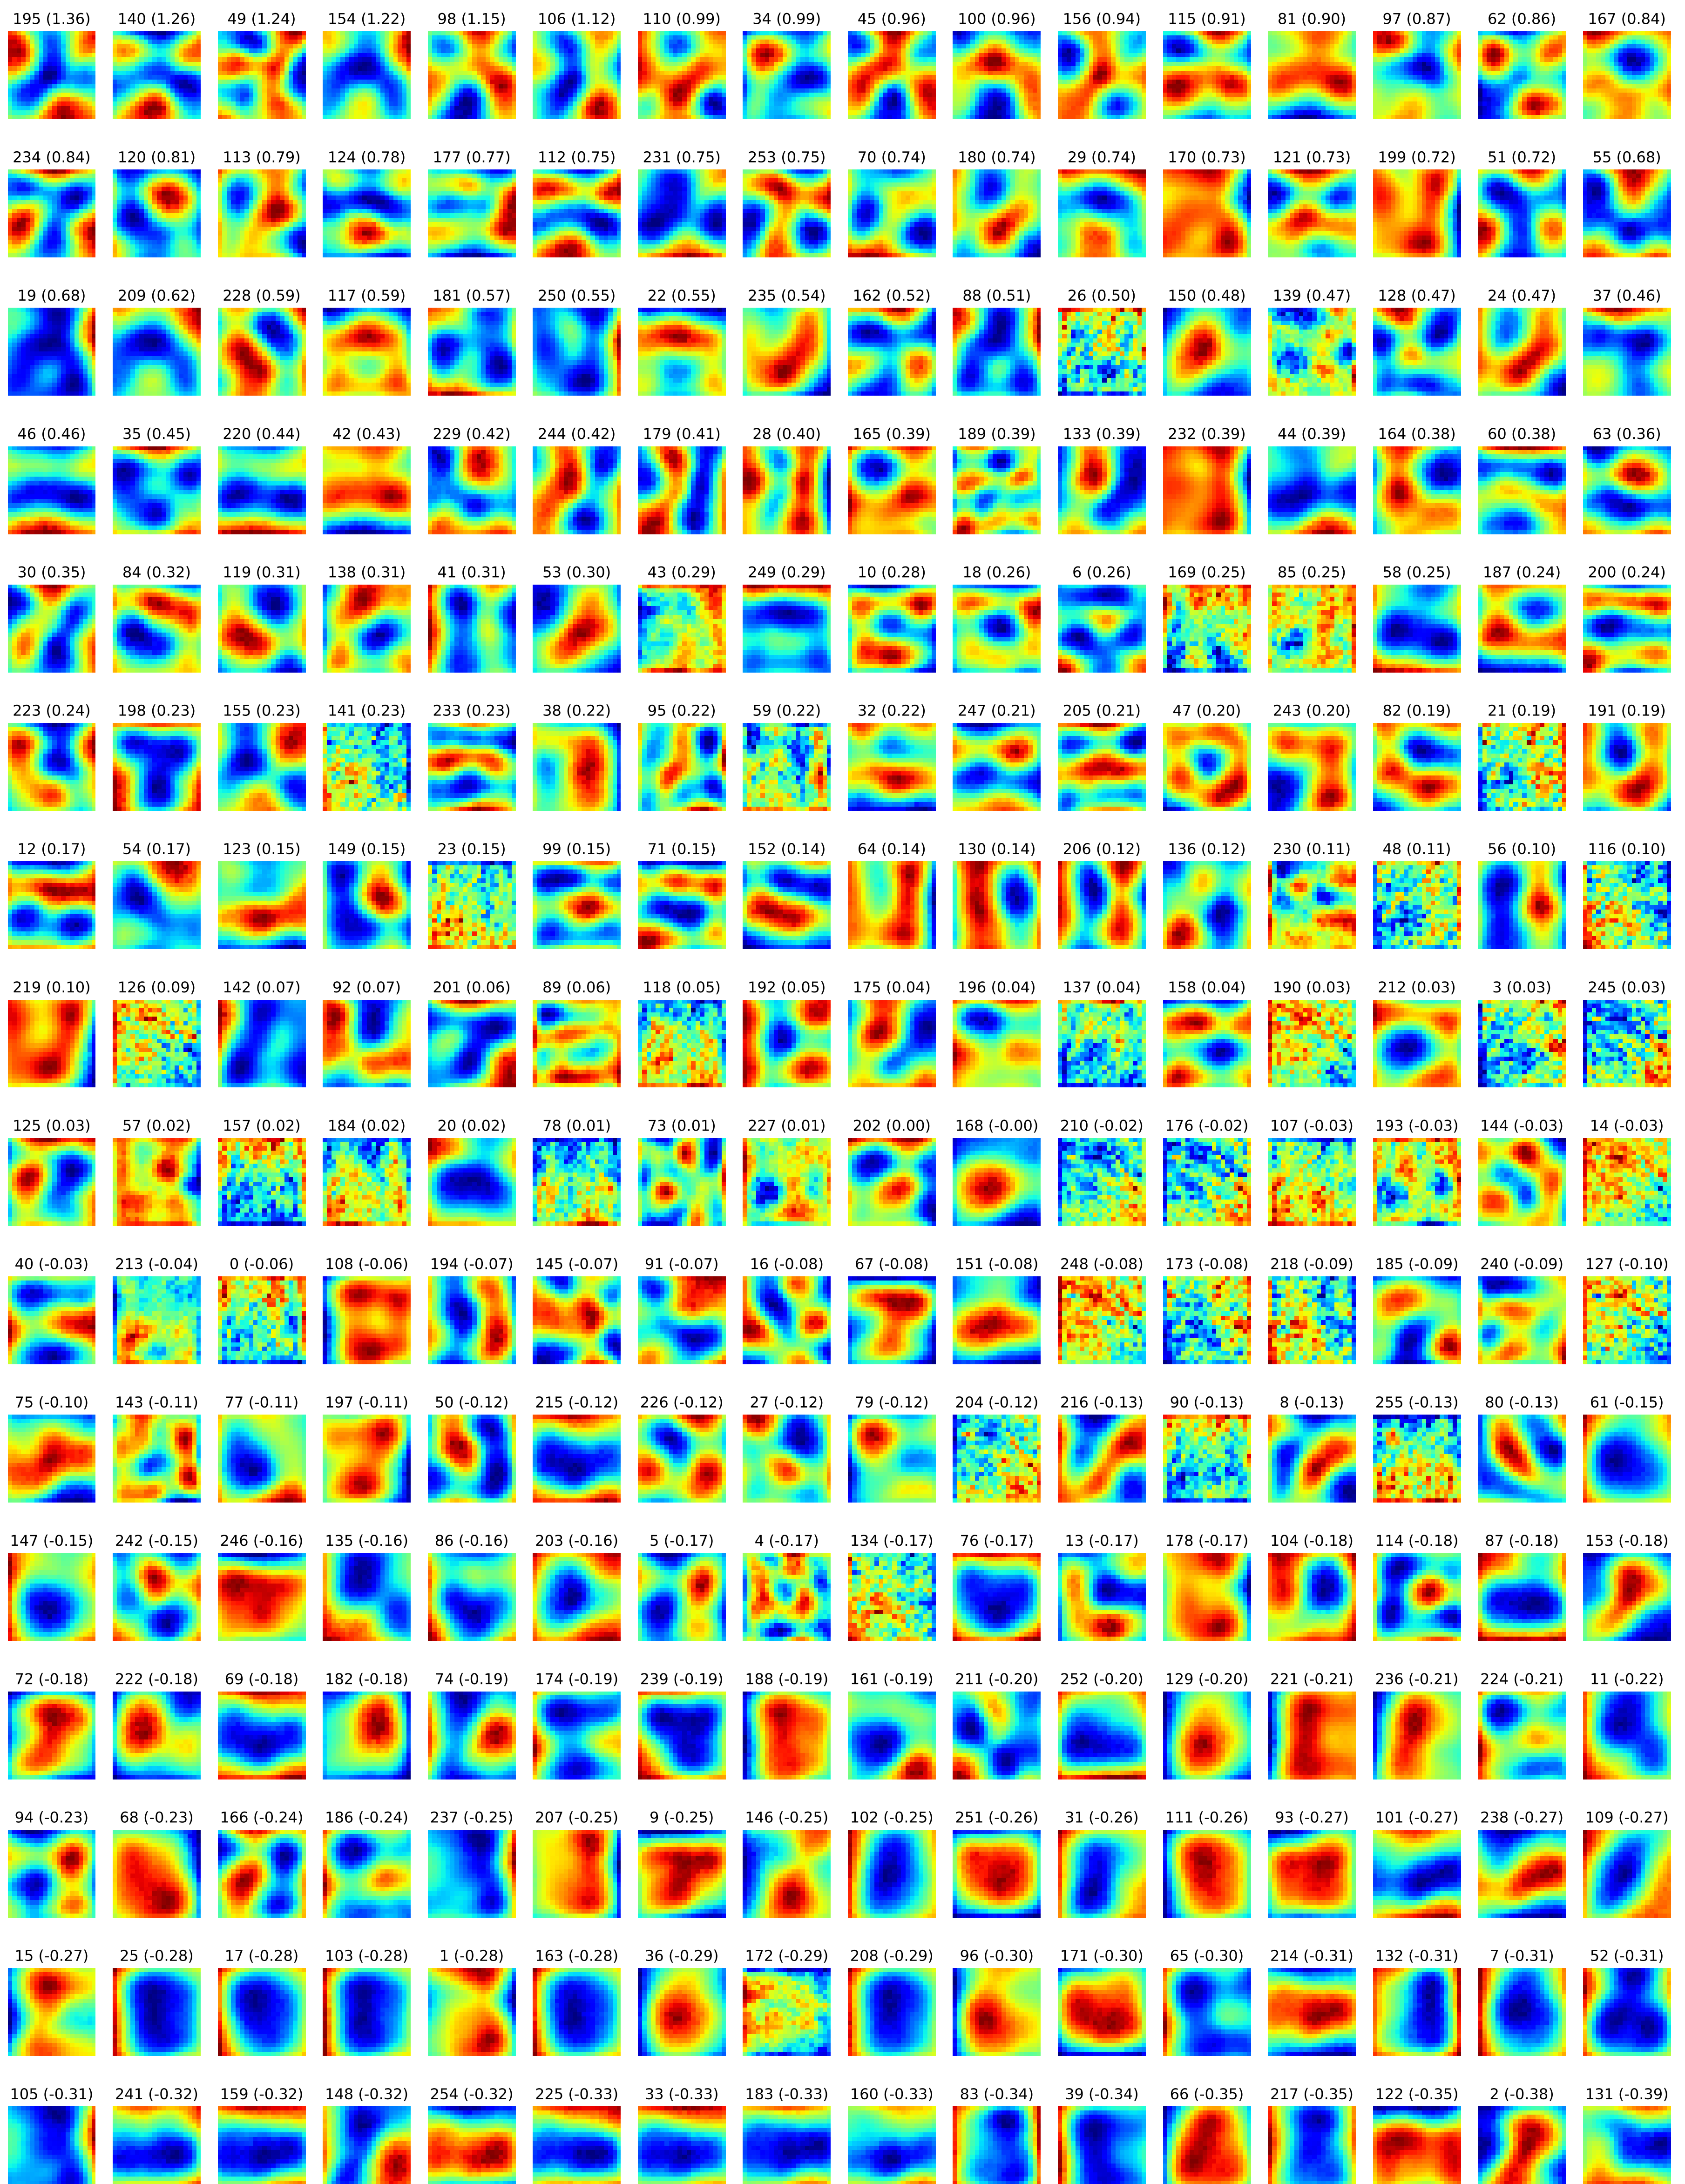 195 (1.36) 140 (1.26) 49 (1.24) 154 (1.22) 98 (1.15) 106 (1.12) 110 (0.99) 34 (0.99) 45 (0.96) 100 (0.96) 156 (0.94) 115 (0.91) 81 (0.90) 97 (0.87) 62 (0.86) 167 (0.84)
234 (0.84) 120 (0.81) 113 (0.79) 124 (0.78) 177 (0.77) 112 (0.75) 231 (0.75) 253 (0.75) 70 (0.74) 180 (0.74) 29 (0.74) 170 (0.73) 121 (0.73) 199 (0.72) 51 (0.72) 55 (0.68)
19 (0.68) 209 (0.62) 228 (0.59) 117 (0.59) 181 (0.57) 250 (0.55) 22 (0.55) 235 (0.54) 162 (0.52) 88 (0.51) 26 (0.50) 150 (0.48) 139 (0.47) 128 (0.47) 24 (0.47) 37 (0.46)
46 (0.46) 35 (0.45) 220 (0.44) 42 (0.43) 229 (0.42) 244 (0.42) 179 (0.41) 28 (0.40) 165 (0.39) 189 (0.39) 133 (0.39) 232 (0.39) 44 (0.39) 164 (0.38) 60 (0.38) 63 (0.36)
30 (0.35) 84 (0.32) 119 (0.31) 138 (0.31) 41 (0.31) 53 (0.30) 43 (0.29) 249 (0.29) 10 (0.28) 18 (0.26) 6 (0.26) 169 (0.25) 85 (0.25) 58 (0.25) 187 (0.24) 200 (0.24)
223 (0.24) 198 (0.23) 155 (0.23) 141 (0.23) 233 (0.23) 38 (0.22) 95 (0.22) 59 (0.22) 32 (0.22) 247 (0.21) 205 (0.21) 47 (0.20) 243 (0.20) 82 (0.19) 21 (0.19) 191 (0.19)
12 (0.17) 54 (0.17) 123 (0.15) 149 (0.15) 23 (0.15) 99 (0.15) 71 (0.15) 152 (0.14) 64 (0.14) 130 (0.14) 206 (0.12) 136 (0.12) 230 (0.11) 48 (0.11) 56 (0.10) 116 (0.10)
219 (0.10) 126 (0.09) 142 (0.07) 92 (0.07) 201 (0.06) 89 (0.06) 118 (0.05) 192 (0.05) 175 (0.04) 196 (0.04) 137 (0.04) 158 (0.04) 190 (0.03) 212 (0.03) 3 (0.03) 245 (0.03)
125 (0.03) 57 (0.02) 157 (0.02) 184 (0.02) 20 (0.02) 78 (0.01) 73 (0.01) 227 (0.01) 202 (0.00) 168 (-0.00) 210 (-0.02) 176 (-0.02) 107 (-0.03) 193 (-0.03) 144 (-0.03) 14 (-0.03)
40 (-0.03) 213 (-0.04) 0 (-0.06) 108 (-0.06) 194 (-0.07) 145 (-0.07) 91 (-0.07) 16 (-0.08) 67 (-0.08) 151 (-0.08) 248 (-0.08) 173 (-0.08) 218 (-0.09) 185 (-0.09) 240 (-0.09) 127 (-0.10)
75 (-0.10) 143 (-0.11) 77 (-0.11) 197 (-0.11) 50 (-0.12) 215 (-0.12) 226 (-0.12) 27 (-0.12) 79 (-0.12) 204 (-0.12) 216 (-0.13) 90 (-0.13) 8 (-0.13) 255 (-0.13) 80 (-0.13) 61 (-0.15)
147 (-0.15) 242 (-0.15) 246 (-0.16) 135 (-0.16) 86 (-0.16) 203 (-0.16) 5 (-0.17) 4 (-0.17) 134 (-0.17) 76 (-0.17) 13 (-0.17) 178 (-0.17) 104 (-0.18) 114 (-0.18) 87 (-0.18) 153 (-0.18)
72 (-0.18) 222 (-0.18) 69 (-0.18) 182 (-0.18) 74 (-0.19) 174 (-0.19) 239 (-0.19) 188 (-0.19) 161 (-0.19) 211 (-0.20) 252 (-0.20) 129 (-0.20) 221 (-0.21) 236 (-0.21) 224 (-0.21) 11 (-0.22)
94 (-0.23) 68 (-0.23) 166 (-0.24) 186 (-0.24) 237 (-0.25) 207 (-0.25) 9 (-0.25) 146 (-0.25) 102 (-0.25) 251 (-0.26) 31 (-0.26) 111 (-0.26) 93 (-0.27) 101 (-0.27) 238 (-0.27) 109 (-0.27)
15 (-0.27) 25 (-0.28) 17 (-0.28) 103 (-0.28) 1 (-0.28) 163 (-0.28) 36 (-0.29) 172 (-0.29) 208 (-0.29) 96 (-0.30) 171 (-0.30) 65 (-0.30) 214 (-0.31) 132 (-0.31) 7 (-0.31) 52 (-0.31)
105 (-0.31) 241 (-0.32) 159 (-0.32) 148 (-0.32) 254 (-0.32) 225 (-0.33) 33 (-0.33) 183 (-0.33) 160 (-0.33) 83 (-0.34) 39 (-0.34) 66 (-0.35) 217 (-0.35) 122 (-0.35) 2 (-0.38) 131 (-0.39)